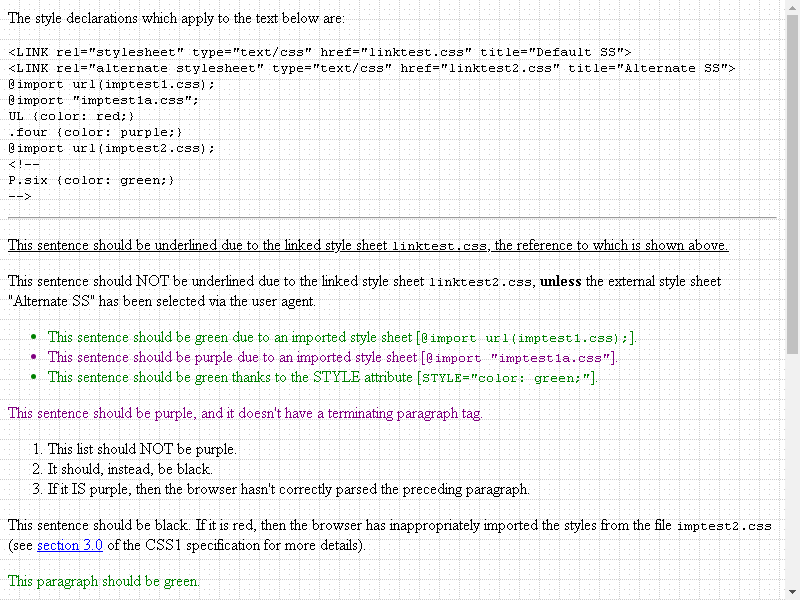 The style declarations which apply to the text below are:
<LINK rel="stylesheet" type="text/css" href="linktest.css" title="Default SS">
<LINK rel="alternate stylesheet" type="text/css" href="linktest2.css" title="Alternate SS">
@import url(imptest1.css);
@import "imptest1a.css";
UL {color: red;}
.four {color: purple;}
@import url(imptest2.css);
<!--
P.six {color: green;}
-->
This sentence should be underlined due to the linked style sheet linktest.css, the reference to which is shown above.
This sentence should NOT be underlined due to the linked style sheet linktest2.css, unless the external style sheet
"Alternate SS" has been selected via the user agent.
• This sentence should be green due to an imported style sheet [@import url(imptest1.css);].
• This sentence should be purple due to an imported style sheet [@import "imptest1a.css"].
• This sentence should be green thanks to the STYLE attribute [STYLE="color: green;"].
This sentence should be purple, and it doesn't have a terminating paragraph tag.
1. This list should NOT be purple.
2. It should, instead, be black.
3. If it IS purple, then the browser hasn't correctly parsed the preceding paragraph.
This sentence should be black. If it is red, then the browser has inappropriately imported the styles from the file imptest2.css
(see section 3.0 of the CSS1 specification for more details).
This paragraph should be green.